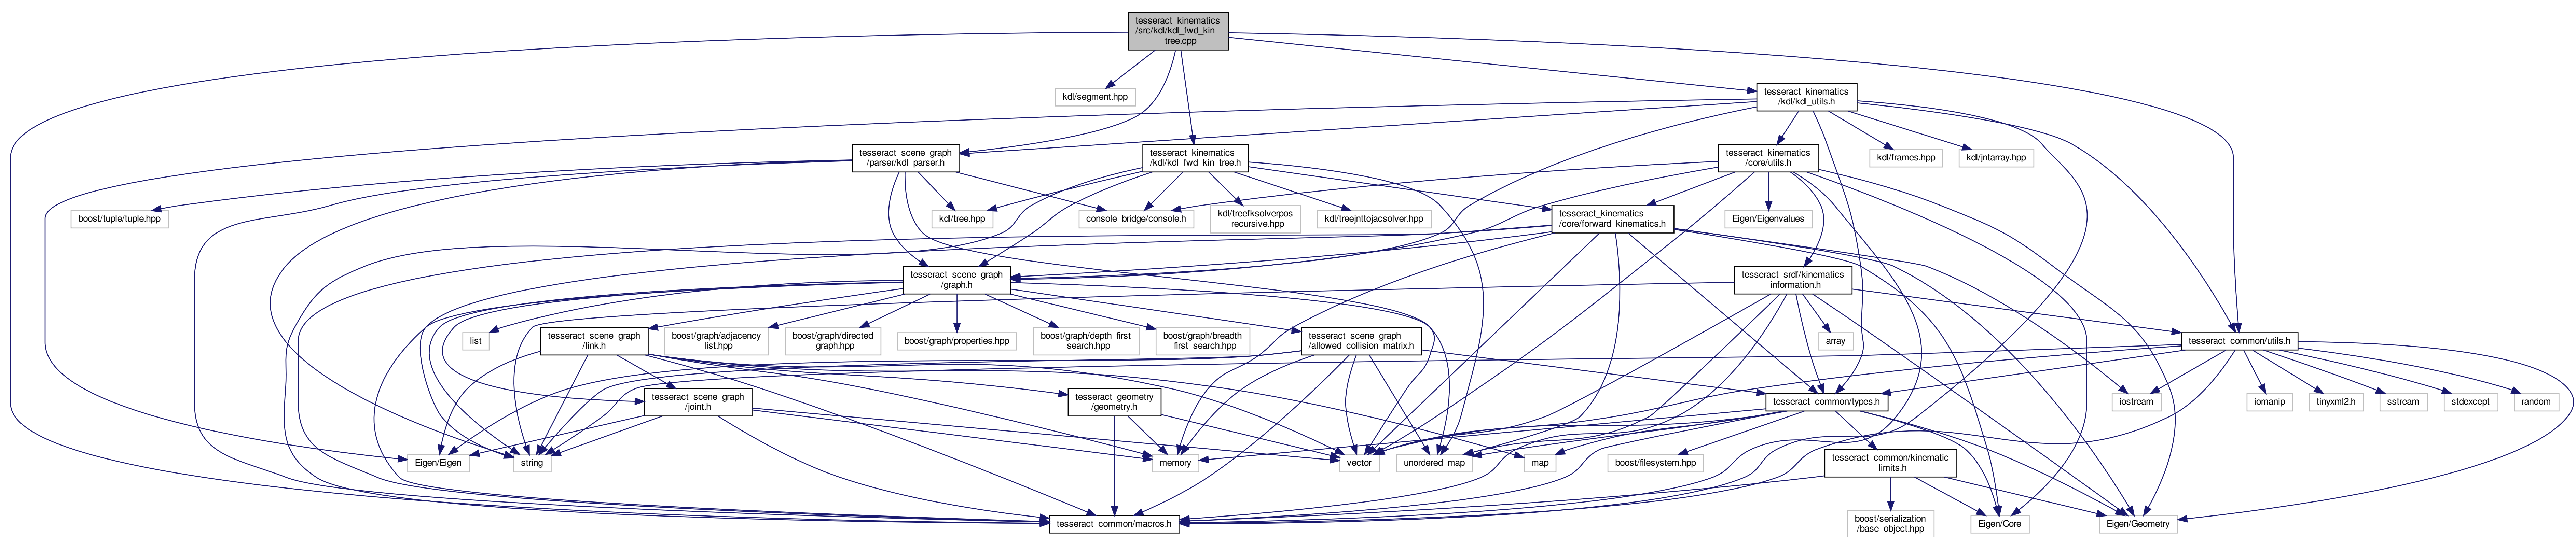 tesseract_kinematics
/src/kdl/kdl_fwd_kin
_tree.cpp
kdl/segment.hpp
tesseract_kinematics
/kdl/kdl_utils.h
tesseract_scene_graph
/parser/kdl_parser.h
tesseract_kinematics
/kdl/kdl_fwd_kin_tree.h
tesseract_kinematics
/core/utils.h
kdl/frames.hpp
kdl/jntarray.hpp
boost/tuple/tuple.hpp
kdl/tree.hpp
console_bridge/console.h
kdl/treefksolverpos
_recursive.hpp
kdl/treejnttojacsolver.hpp
tesseract_kinematics
/core/forward_kinematics.h
Eigen/Eigenvalues
tesseract_scene_graph
/graph.h
tesseract_srdf/kinematics
_information.h
list
tesseract_scene_graph
/link.h
boost/graph/adjacency
_list.hpp
boost/graph/directed
_graph.hpp
boost/graph/properties.hpp
boost/graph/depth_first
_search.hpp
boost/graph/breadth
_first_search.hpp
tesseract_scene_graph
/allowed_collision_matrix.h
array
tesseract_common/utils.h
tesseract_scene_graph
/joint.h
tesseract_geometry
/geometry.h
tesseract_common/types.h
iostream
iomanip
tinyxml2.h
sstream
stdexcept
random
Eigen/Eigen
string
memory
vector
unordered_map
map
boost/filesystem.hpp
tesseract_common/kinematic
_limits.h
tesseract_common/macros.h
boost/serialization
/base_object.hpp
Eigen/Core
Eigen/Geometry